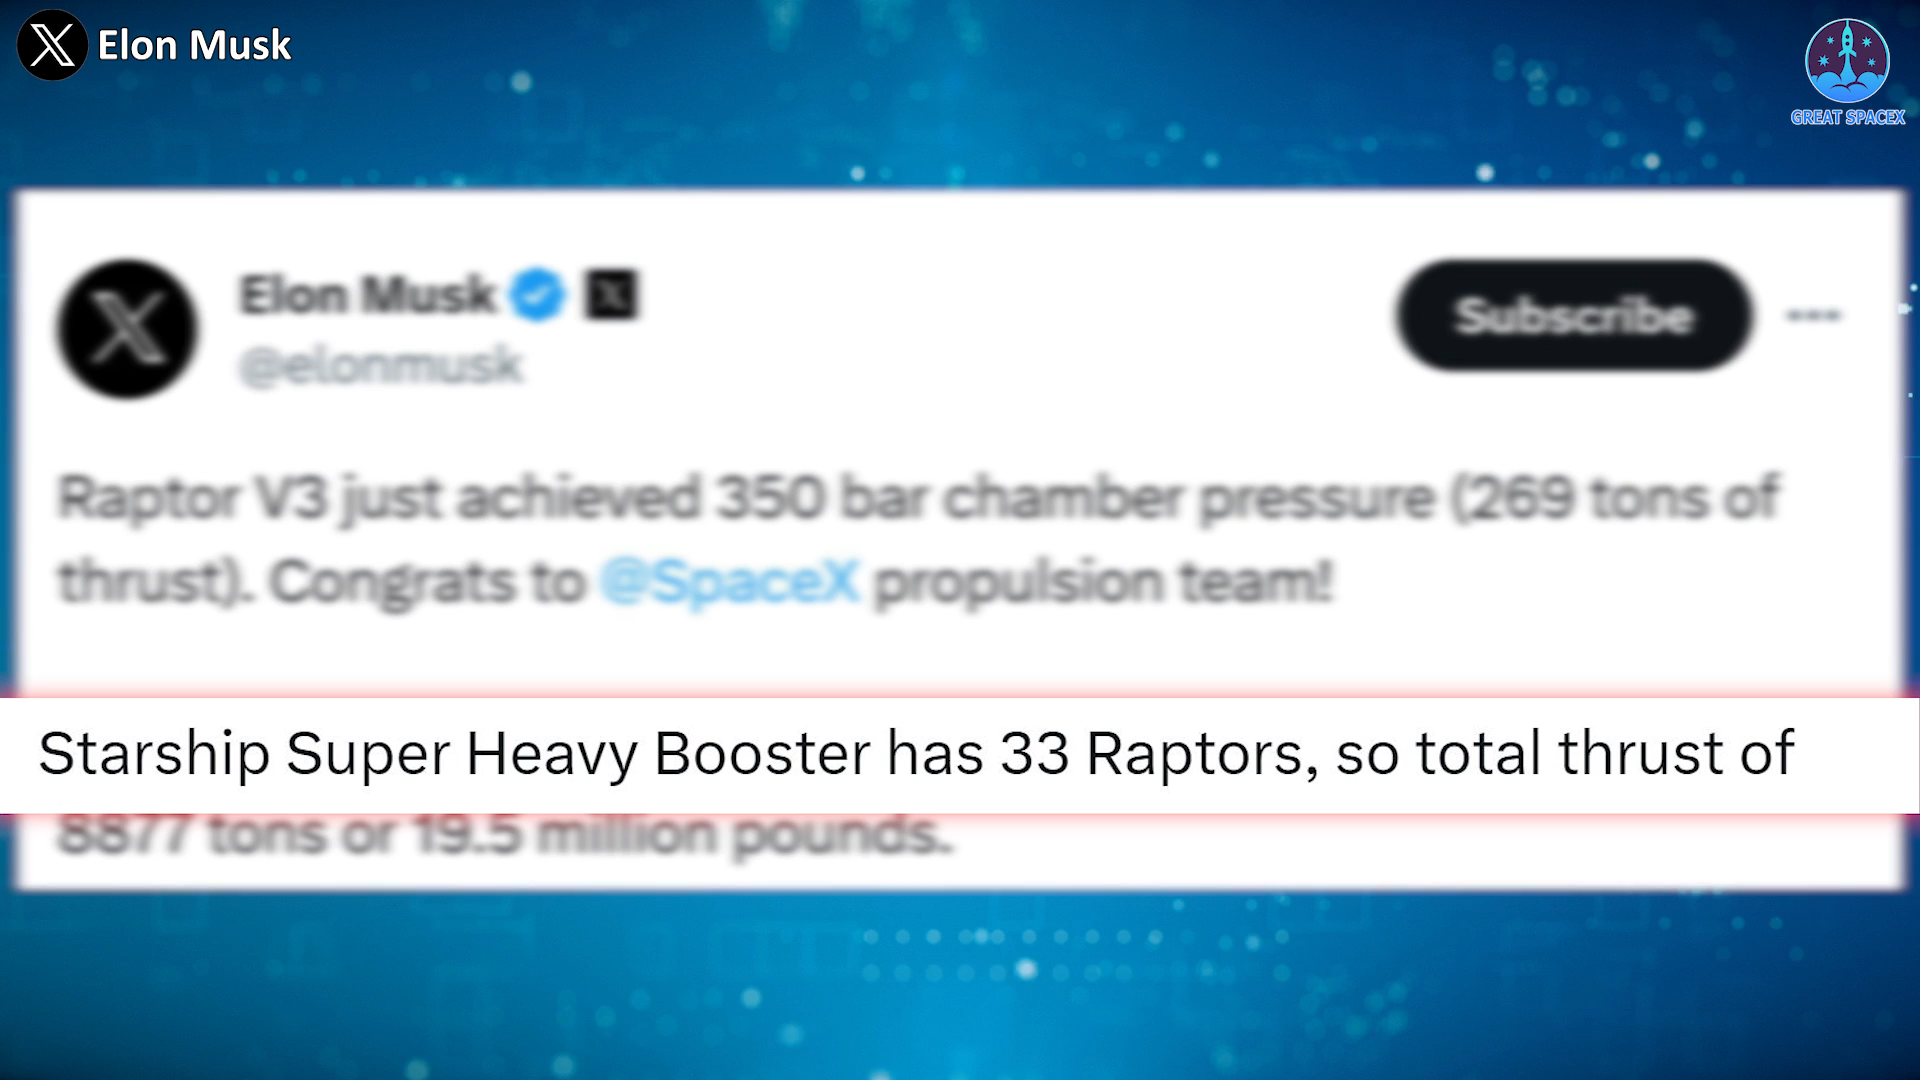 Elon Musk
GREAT SPACEX
Elon Musk
Subscribe
@elonmusk
Raptor V3 just achieved 350 bar chamber pressure (269 tons of
thrust). Congrats to @SpaceX propulsion team!
Starship Super Heavy Booster has 33 Raptors, so total thrust of
8877 tons or 19.5 million pounds.